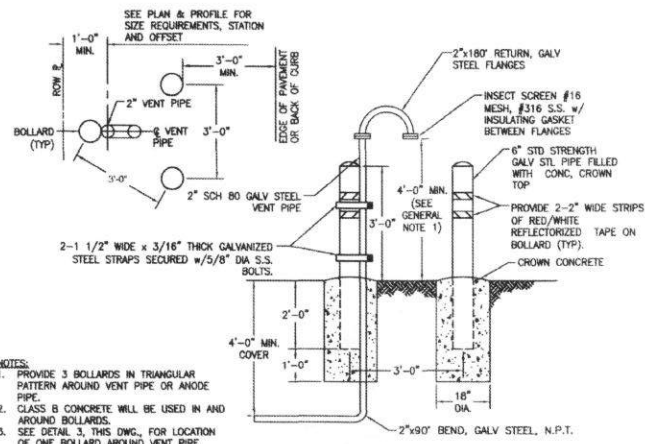 SEE PLAN & PROFILE FOR
SIZE REQUIREMENTS, STATION
AND OFFSET
1'-0"
MIN.
3'-0"
MIN.
ROW PL
2" VENT PIPE
BOLLARD
(TYP)
℄ VENT
PIPE
3'-0"
3'-0"
EDGE OF PAVEMENT
OR BACK OF CURB
2" SCH 80 GALV STEEL
VENT PIPE
2-1 1/2" WIDE x 3/16" THICK GALVANIZED
STEEL STRAPS SECURED w/5/8" DIA S.S.
BOLTS.
2"x180° RETURN, GALV
STEEL FLANGES
INSECT SCREEN #16
MESH, #316 S.S. w/
INSULATING GASKET
BETWEEN FLANGES
6" STD STRENGTH
GALV STL PIPE FILLED
WITH CONC, CROWN
TOP
4'-0" MIN.
(SEE
GENERAL
NOTE 1)
3'-0"
PROVIDE 2-2" WIDE STRIPS
OF RED/WHITE
REFLECTORIZED TAPE ON
BOLLARD (TYP).
CROWN CONCRETE
4'-0" MIN.
COVER
2'-0"
1'-0"
3'-0"
18"
DIA.
2"x90° BEND, GALV STEEL, N.P.T.
NOTES:
1. PROVIDE 3 BOLLARDS IN TRIANGULAR
PATTERN AROUND VENT PIPE OR ANODE
PIPE.
2. CLASS B CONCRETE WILL BE USED IN AND
AROUND BOLLARDS.
3. SEE DETAIL 3, THIS DWG., FOR LOCATION
OF ONE BOLLARD AROUND VENT PIPE